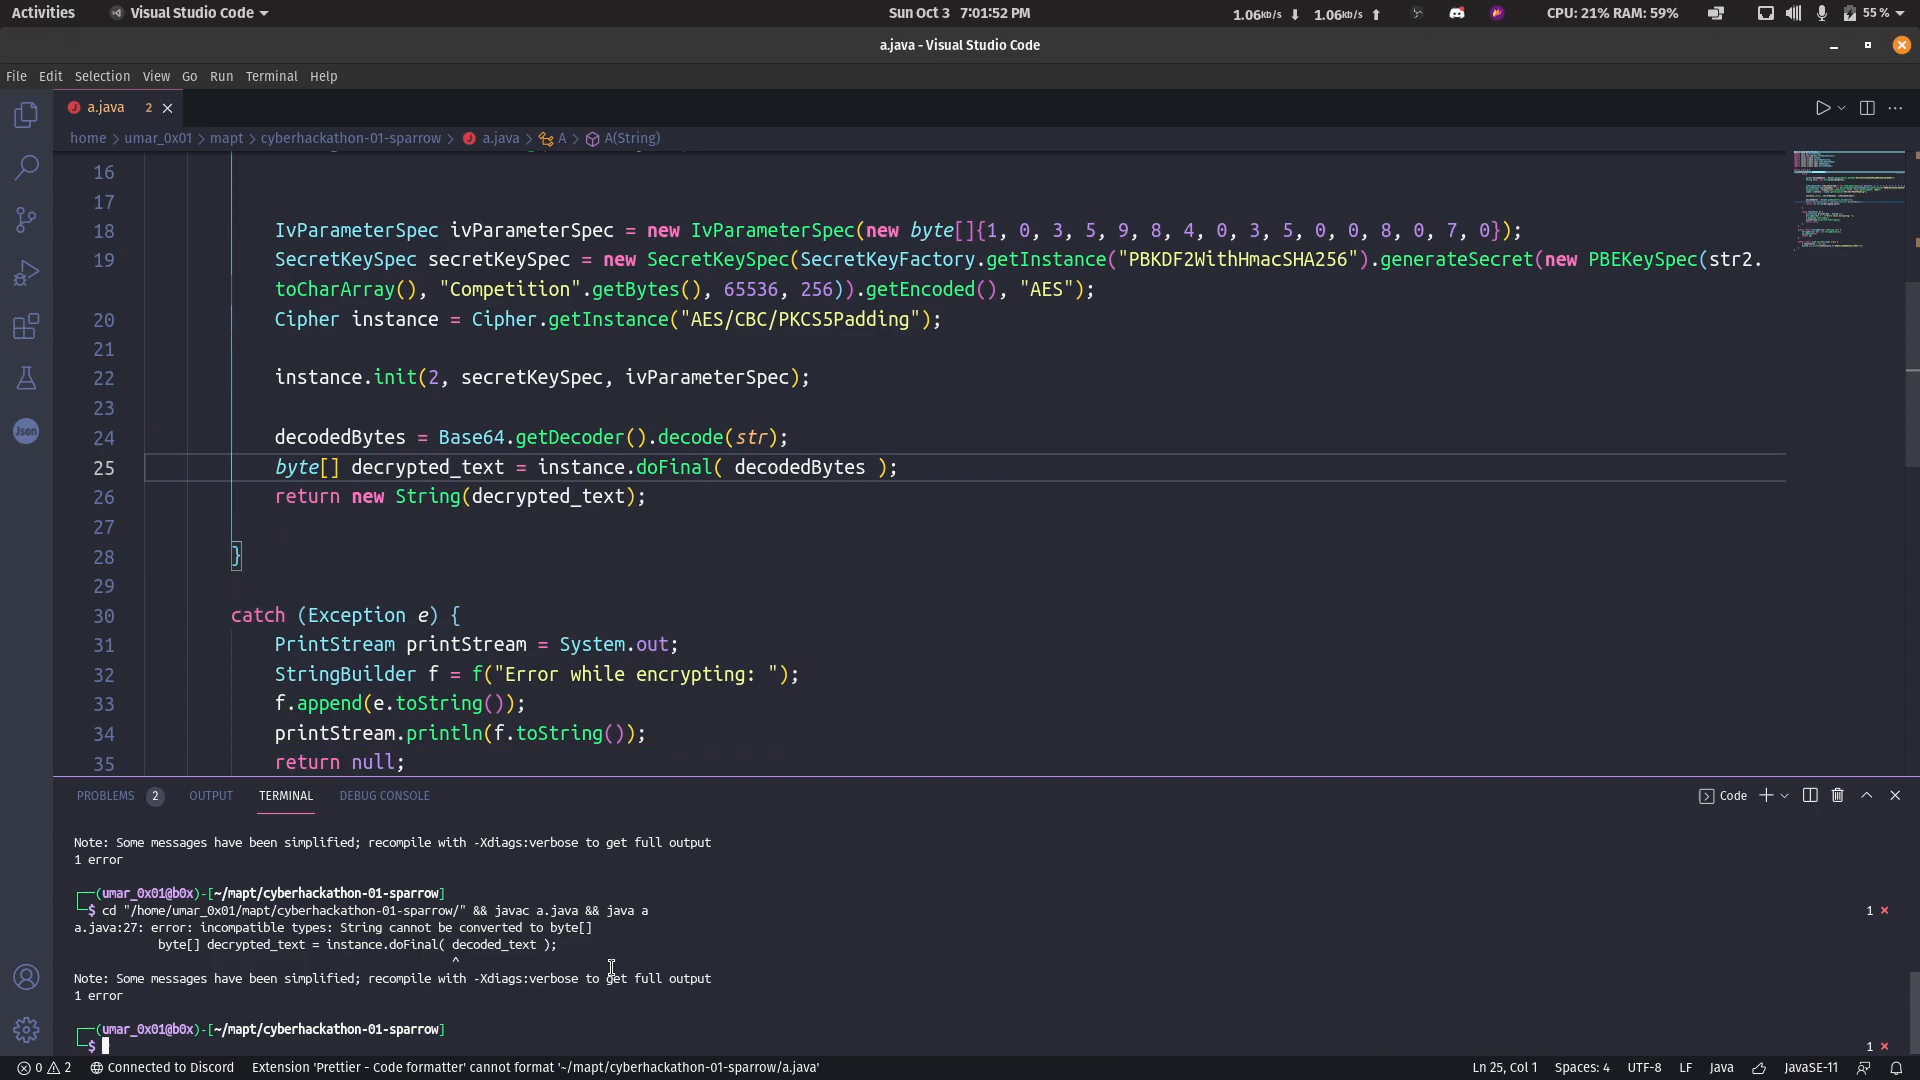 Activities
Visual Studio Code
Sun Oct 3 7:01:52 PM
1.06kb/s ↓ 1.06kb/s ↑
CPU: 21% RAM: 59%
55 %
a.java - Visual Studio Code
File Edit Selection View Go Run Terminal Help
a.java 2
home > umar_0x01 > mapt > cyberhackathon-01-sparrow > a.java > A > A(String)
16
17
18 IvParameterSpec ivParameterSpec = new IvParameterSpec(new byte[]{1, 0, 3, 5, 9, 8, 4, 0, 3, 5, 0, 0, 8, 0, 7, 0});
19 SecretKeySpec secretKeySpec = new SecretKeySpec(SecretKeyFactory.getInstance("PBKDF2WithHmacSHA256").generateSecret(new PBEKeySpec(str2.
toCharArray(), "Competition".getBytes(), 65536, 256)).getEncoded(), "AES");
20 Cipher instance = Cipher.getInstance("AES/CBC/PKCS5Padding");
21
22 instance.init(2, secretKeySpec, ivParameterSpec);
23
24 decodedBytes = Base64.getDecoder().decode(str);
25 byte[] decrypted_text = instance.doFinal( decodedBytes );
26 return new String(decrypted_text);
27
28 }
29
30 catch (Exception e) {
31 PrintStream printStream = System.out;
32 StringBuilder f = f("Error while encrypting: ");
33 f.append(e.toString());
34 printStream.println(f.toString());
35 return null;
PROBLEMS 2 OUTPUT TERMINAL DEBUG CONSOLE
Code
Note: Some messages have been simplified; recompile with -Xdiags:verbose to get full output
1 error
(umar_0x01@b0x)-[~/mapt/cyberhackathon-01-sparrow]
$ cd "/home/umar_0x01/mapt/cyberhackathon-01-sparrow/" && javac a.java && java a 1 ×
a.java:27: error: incompatible types: String cannot be converted to byte[]
byte[] decrypted_text = instance.doFinal( decoded_text );
^
Note: Some messages have been simplified; recompile with -Xdiags:verbose to get full output
1 error
(umar_0x01@b0x)-[~/mapt/cyberhackathon-01-sparrow]
$ 1 ×
0 2 Connected to Discord Extension 'Prettier - Code formatter' cannot format '~/mapt/cyberhackathon-01-sparrow/a.java' Ln 25, Col 1 Spaces: 4 UTF-8 LF Java JavaSE-11
Json